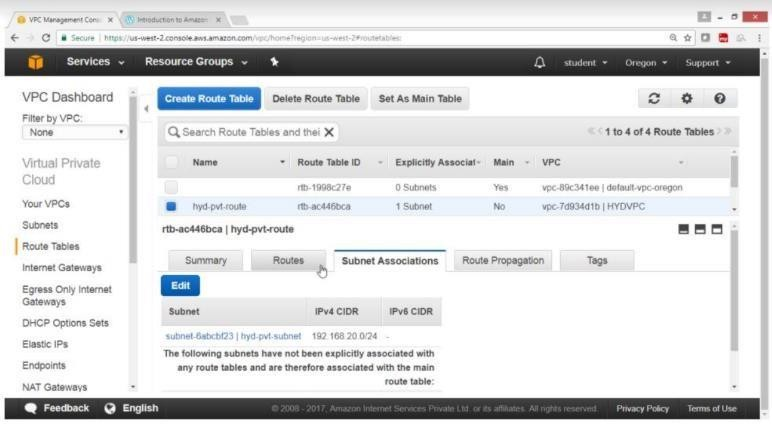 VPC Management Cons
Introduction to Amazon
Secure https://us-west-2.console.aws.amazon.com/vpc/home?region=us-west-2#routetables:
Services Resource Groups student Oregon Support
VPC Dashboard
Filter by VPC:
None
Virtual Private Cloud
Your VPCs
Subnets
Route Tables
Internet Gateways
Egress Only Internet Gateways
DHCP Options Sets
Elastic IPs
Endpoints
NAT Gateways
Create Route Table Delete Route Table Set As Main Table
Search Route Tables and thei X
1 to 4 of 4 Route Tables
Name Route Table ID Explicitly Associat Main VPC
rtb-1998c27e 0 Subnets Yes vpc-89c341ee | default-vpc-oregon
hyd-pvt-route rtb-ac446bca 1 Subnet No vpc-7d934d1b | HYDVPC
rtb-ac446bca | hyd-pvt-route
Summary Routes Subnet Associations Route Propagation Tags
Edit
Subnet IPv4 CIDR IPv6 CIDR
subnet-6abcbf23 | hyd-pvt-subnet 192.168.20.0/24 -
The following subnets have not been explicitly associated with
any route tables and are therefore associated with the main
route table:
Feedback English © 2008 - 2017, Amazon Internet Services Private Ltd. or its affiliates. All rights reserved. Privacy Policy Terms of Use